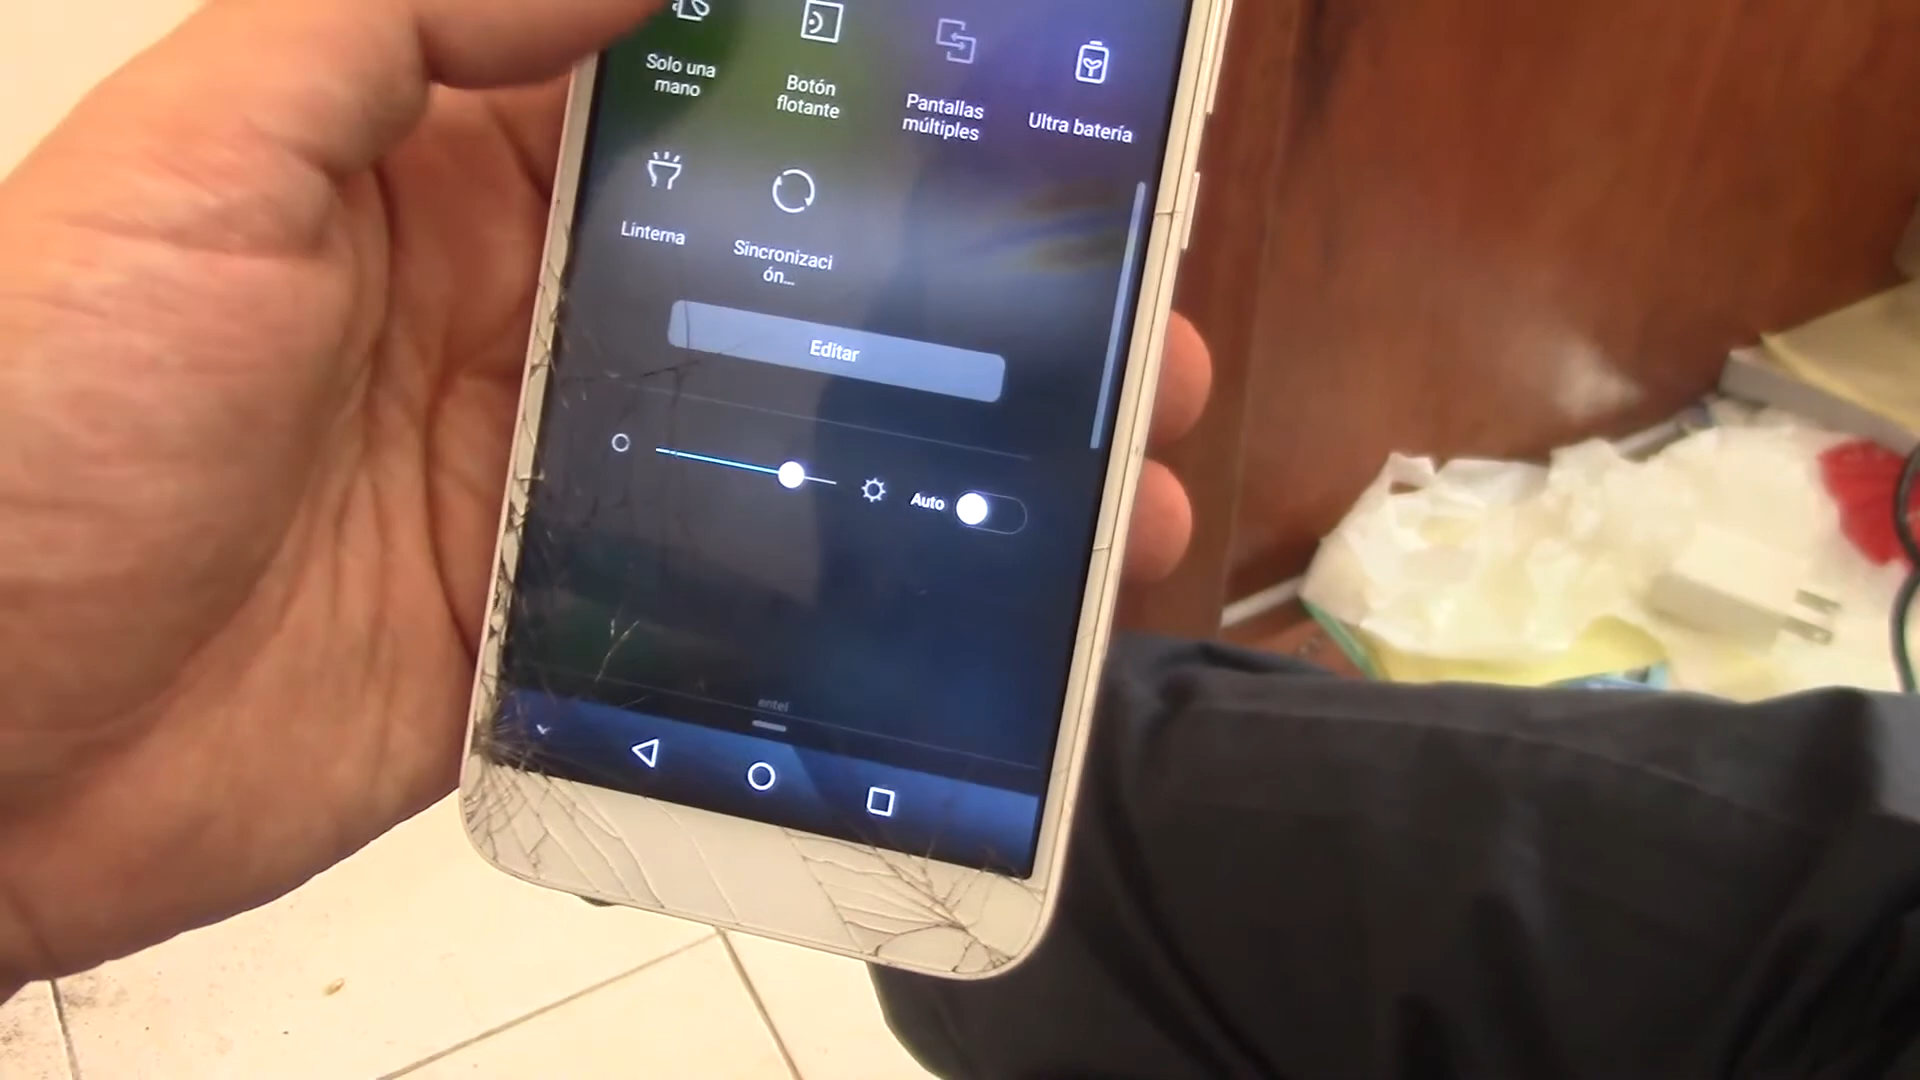 Solo una
mano
Botón
flotante
Pantallas
múltiples
Ultra batería
Linterna
Sincronizaci
ón...
Editar
Auto
entel